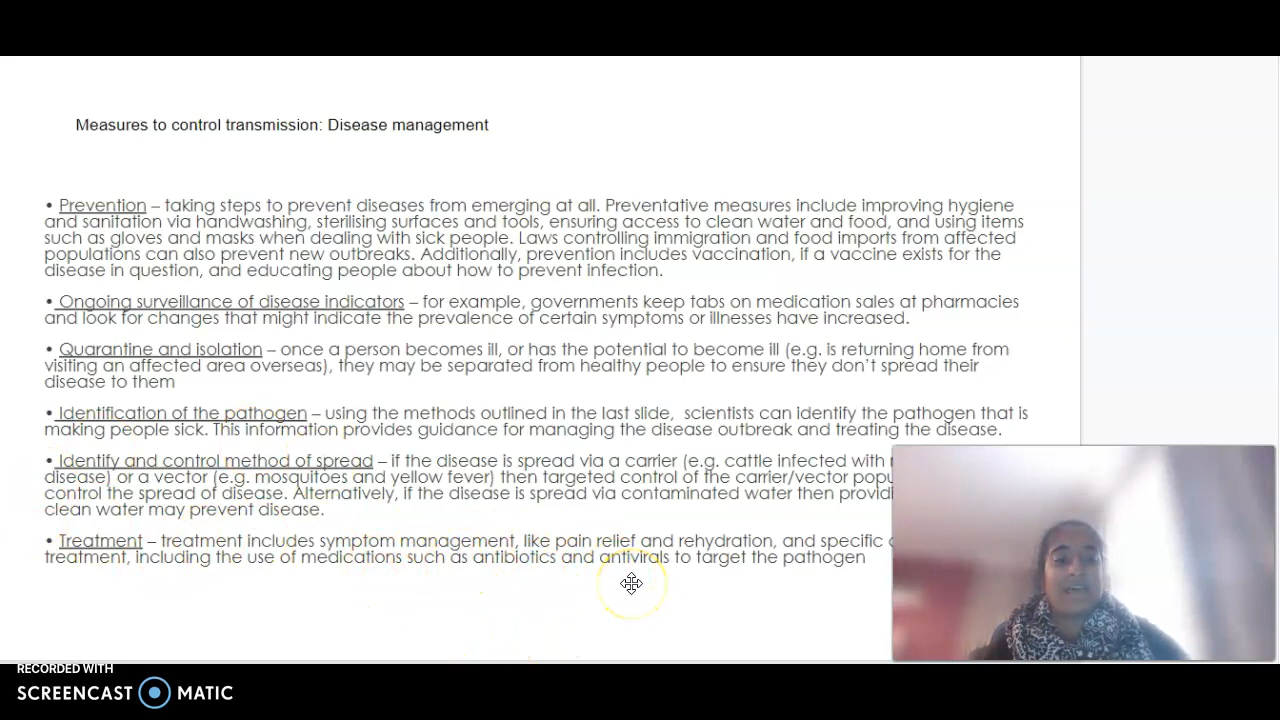 Measures to control transmission: Disease management
• Prevention – taking steps to prevent diseases from emerging at all. Preventative measures include improving hygiene
and sanitation via handwashing, sterilising surfaces and tools, ensuring access to clean water and food, and using items
such as gloves and masks when dealing with sick people. Laws controlling immigration and food imports from affected
populations can also prevent new outbreaks. Additionally, prevention includes vaccination, if a vaccine exists for the
disease in question, and educating people about how to prevent infection.
• Ongoing surveillance of disease indicators – for example, governments keep tabs on medication sales at pharmacies
and look for changes that might indicate the prevalence of certain symptoms or illnesses have increased.
• Quarantine and isolation – once a person becomes ill, or has the potential to become ill (e.g. is returning home from
visiting an affected area overseas), they may be separated from healthy people to ensure they don't spread their
disease to them
• Identification of the pathogen – using the methods outlined in the last slide, scientists can identify the pathogen that is
making people sick. This information provides guidance for managing the disease outbreak and treating the disease.
• Identify and control method of spread – if the disease is spread via a carrier (e.g. cattle infected with
disease) or a vector (e.g. mosquitoes and yellow fever) then targeted control of the carrier/vector
control the spread of disease. Alternatively, if the disease is spread via contaminated water then
clean water may prevent disease.
• Treatment – treatment includes symptom management, like pain relief and rehydration, and specific
treatment, including the use of medications such as antibiotics and antivirals to target the pathogen
RECORDED WITH
SCREENCAST MATIC